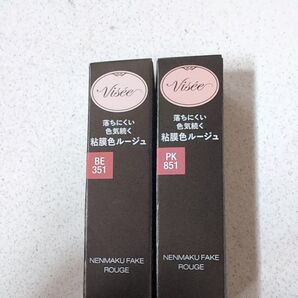 Visée
落ちにくい
色気続く
粘膜色ルージュ
BE
351
NENMAKU FAKE
ROUGE
Visée
落ちにくい
色気続く
粘膜色ルージュ
PK
851
NENMAKU FAKE
ROUGE